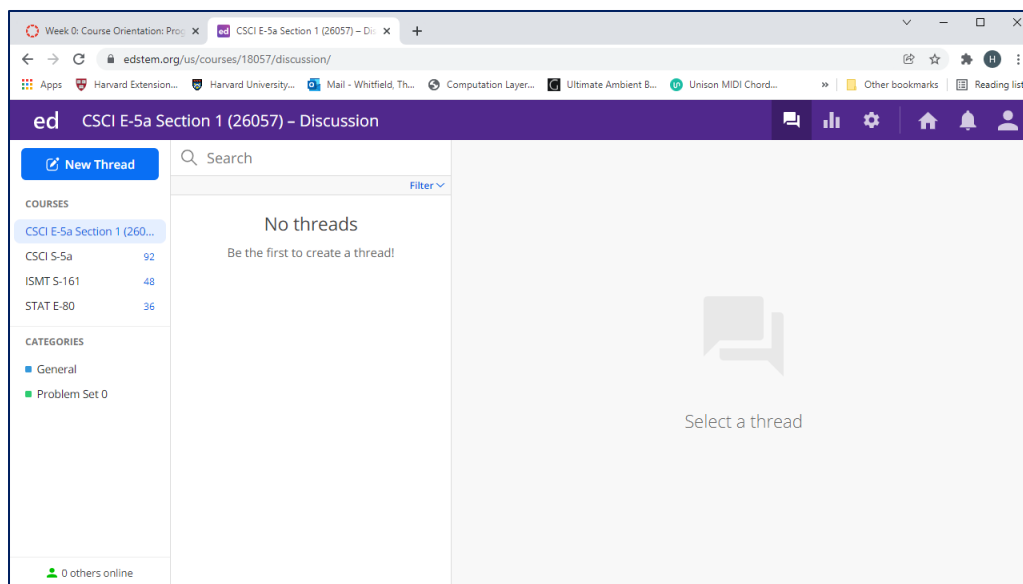 Week 0: Course Orientation: Prog
ed CSCI E-5a Section 1 (26057) – Dis
edstem.org/us/courses/18057/discussion/
H
Apps Harvard Extension... Harvard University... Mail - Whitfield, Th... Computation Layer... Ultimate Ambient B... Unison MIDI Chord... » Other bookmarks Reading list
ed CSCI E-5a Section 1 (26057) – Discussion
New Thread
Search
Filter
COURSES
CSCI E-5a Section 1 (260...
CSCI S-5a 92
ISMT S-161 48
STAT E-80 36
CATEGORIES
General
Problem Set 0
0 others online
No threads
Be the first to create a thread!
Select a thread